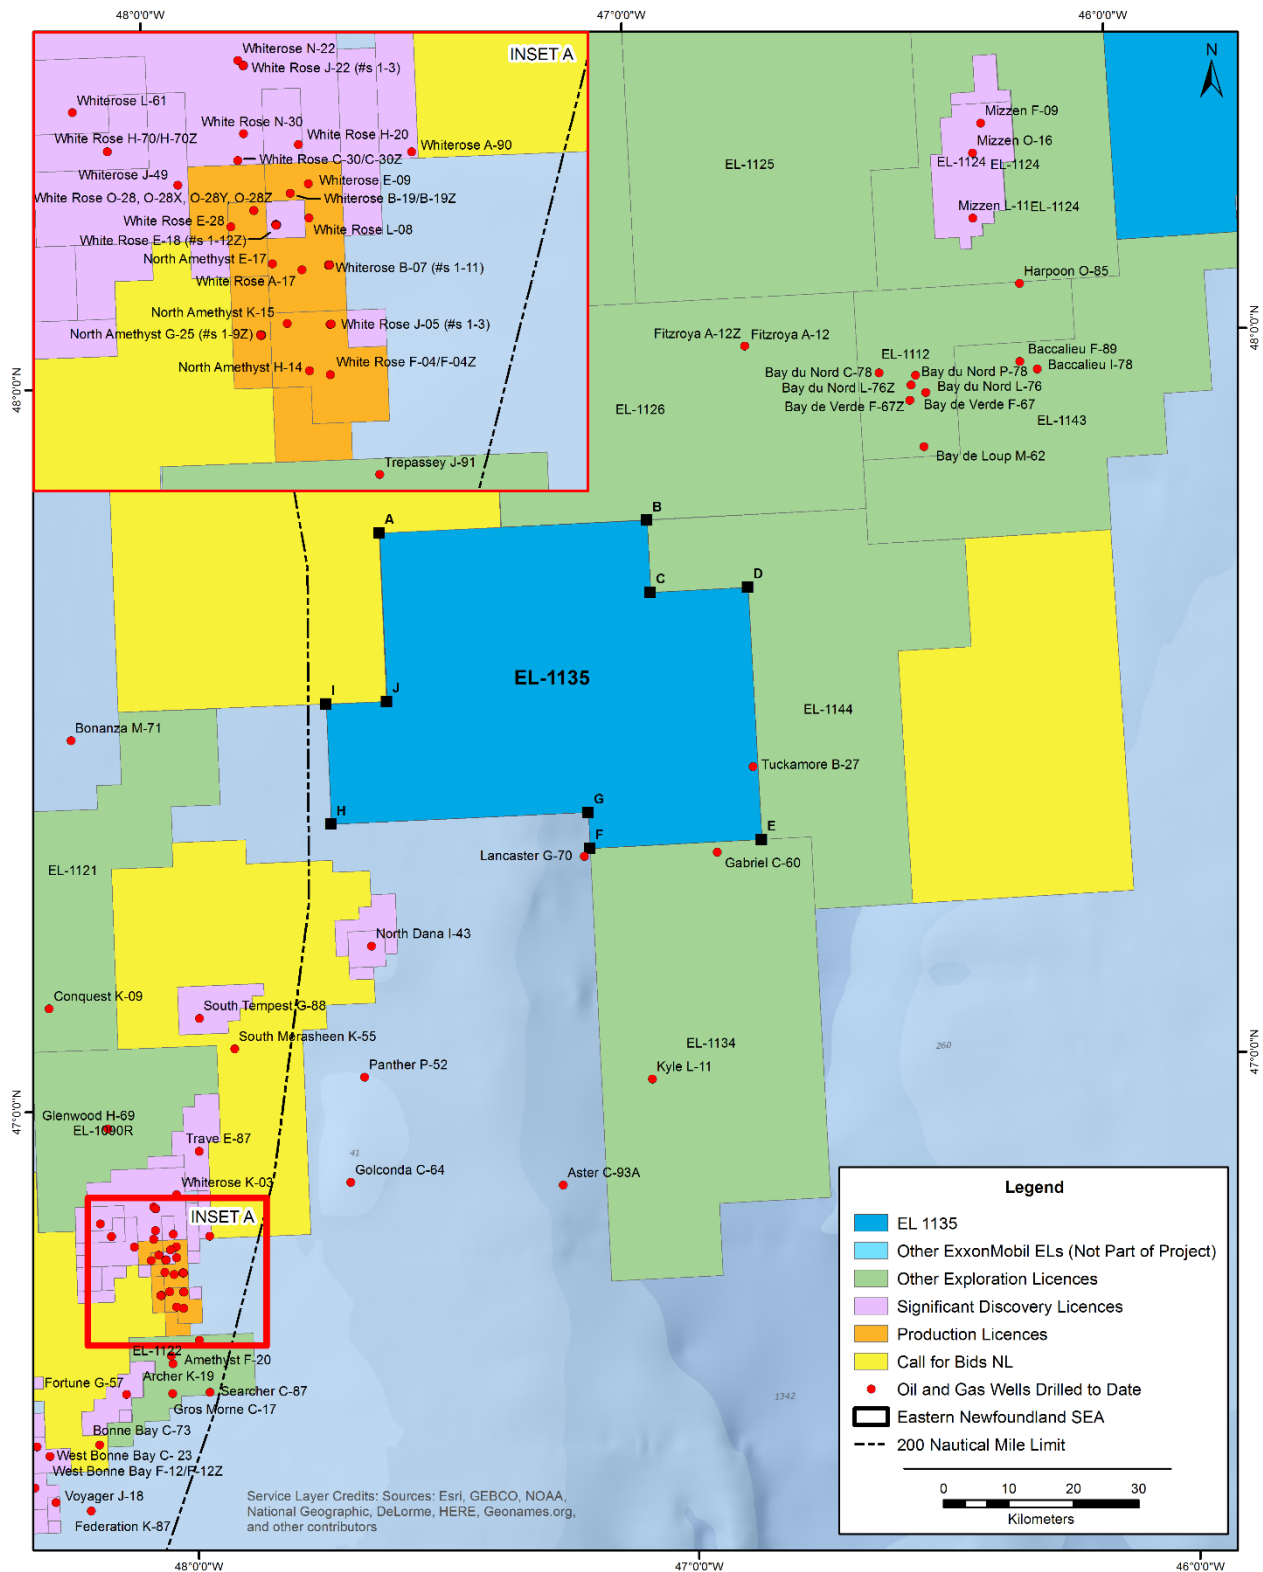 48°0'0"W
47°0'0"W
46°0'0"W
INSET A
N
Whiterose N-22
White Rose J-22 (#s 1-3)
Whiterose L-61
White Rose N-30
White Rose H-70/H-70Z
White Rose H-20
Whiterose A-90
White Rose C-30/C-30Z
Whiterose J-49
Whiterose E-09
White Rose O-28, O-28X, O-28Y, O-28Z
Whiterose B-19/B-19Z
White Rose E-28
White Rose L-08
White Rose E-18 (#s 1-12Z)
North Amethyst E-17
Whiterose B-07 (#s 1-11)
White Rose A-17
North Amethyst K-15
White Rose J-05 (#s 1-3)
North Amethyst G-25 (#s 1-9Z)
White Rose F-04/F-04Z
North Amethyst H-14
Trepassey J-91
EL-1125
Mizzen F-09
Mizzen O-16
EL-1124
EL-1124
Mizzen L-11
EL-1124
Harpoon O-85
48°0'0"N
48°0'0"N
Fitzroya A-12Z
Fitzroya A-12
EL-1112
Baccalieu F-89
Baccalieu I-78
Bay du Nord C-78
Bay du Nord P-78
Bay du Nord L-76Z
Bay du Nord L-76
Bay de Verde F-67Z
Bay de Verde F-67
EL-1126
EL-1143
Bay de Loup M-62
A
B
C
D
EL-1135
I
J
EL-1144
Bonanza M-71
Tuckamore B-27
H
G
F
E
Lancaster G-70
Gabriel C-60
EL-1121
North Dana I-43
Conquest K-09
South Tempest G-88
South Merasheen K-55
EL-1134
260
47°0'0"N
47°0'0"N
Panther P-52
Kyle L-11
Glenwood H-69
EL-1090R
Trave E-87
41
Golconda C-64
Aster C-93A
Whiterose K-03
INSET A
EL-1122
Amethyst F-20
Archer K-19
Fortune G-57
Searcher C-87
Gros Morne C-17
1342
Bonne Bay C-73
West Bonne Bay C- 23
West Bonne Bay F-12/F-12Z
Voyager J-18
Federation K-87
Service Layer Credits: Sources: Esri, GEBCO, NOAA,
National Geographic, DeLorme, HERE, Geonames.org,
and other contributors
Legend
EL 1135
Other ExxonMobil ELs (Not Part of Project)
Other Exploration Licences
Significant Discovery Licences
Production Licences
Call for Bids NL
Oil and Gas Wells Drilled to Date
Eastern Newfoundland SEA
200 Nautical Mile Limit
0 10 20 30
Kilometers
48°0'0"W
47°0'0"W
46°0'0"W